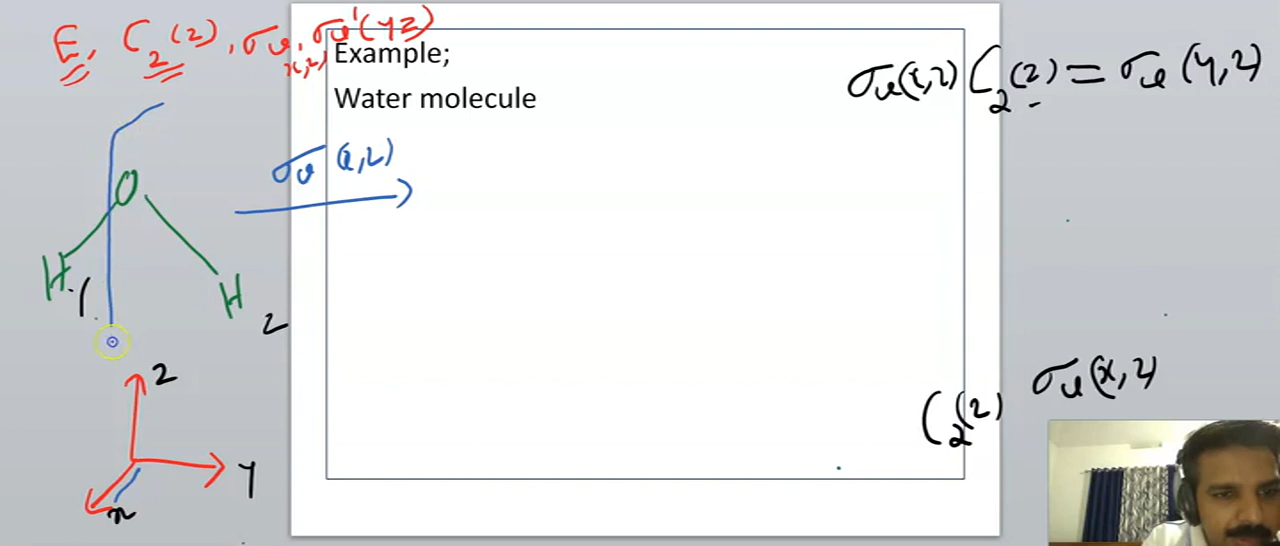 E, C₂(z), σv, σv'(yz)
x,z)
Example;
σv(x,z) C₂(z) = σv(y,z)
Water molecule
σv (x,z)
O
H 1
H 2
z
y
x
C₂(z) σv(x,z)